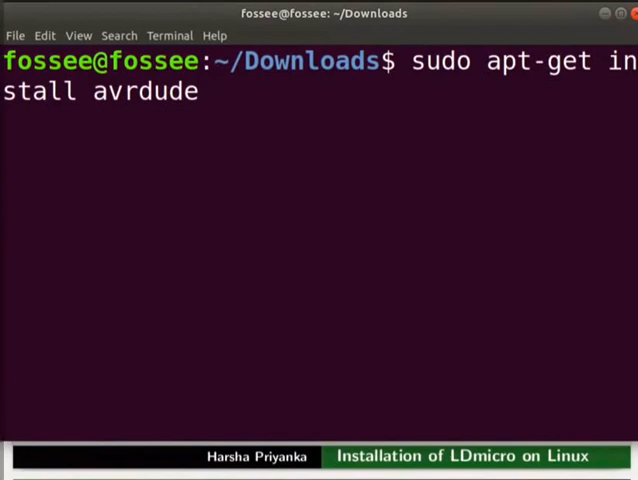 fossee@fossee: ~/Downloads
File Edit View Search Terminal Help
fossee@fossee:~/Downloads$ sudo apt-get in
stall avrdude
Harsha Priyanka Installation of LDmicro on Linux